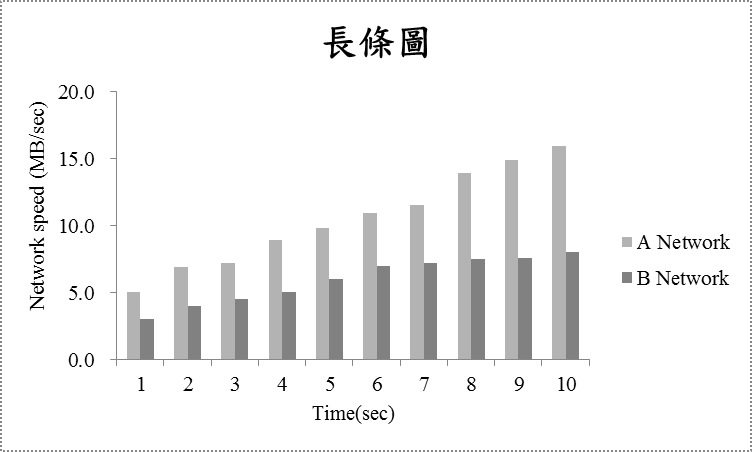 長條圖
Network speed (MB/sec)
20.0
15.0
10.0
5.0
0.0
1 2 3 4 5 6 7 8 9 10
Time(sec)
A Network
B Network